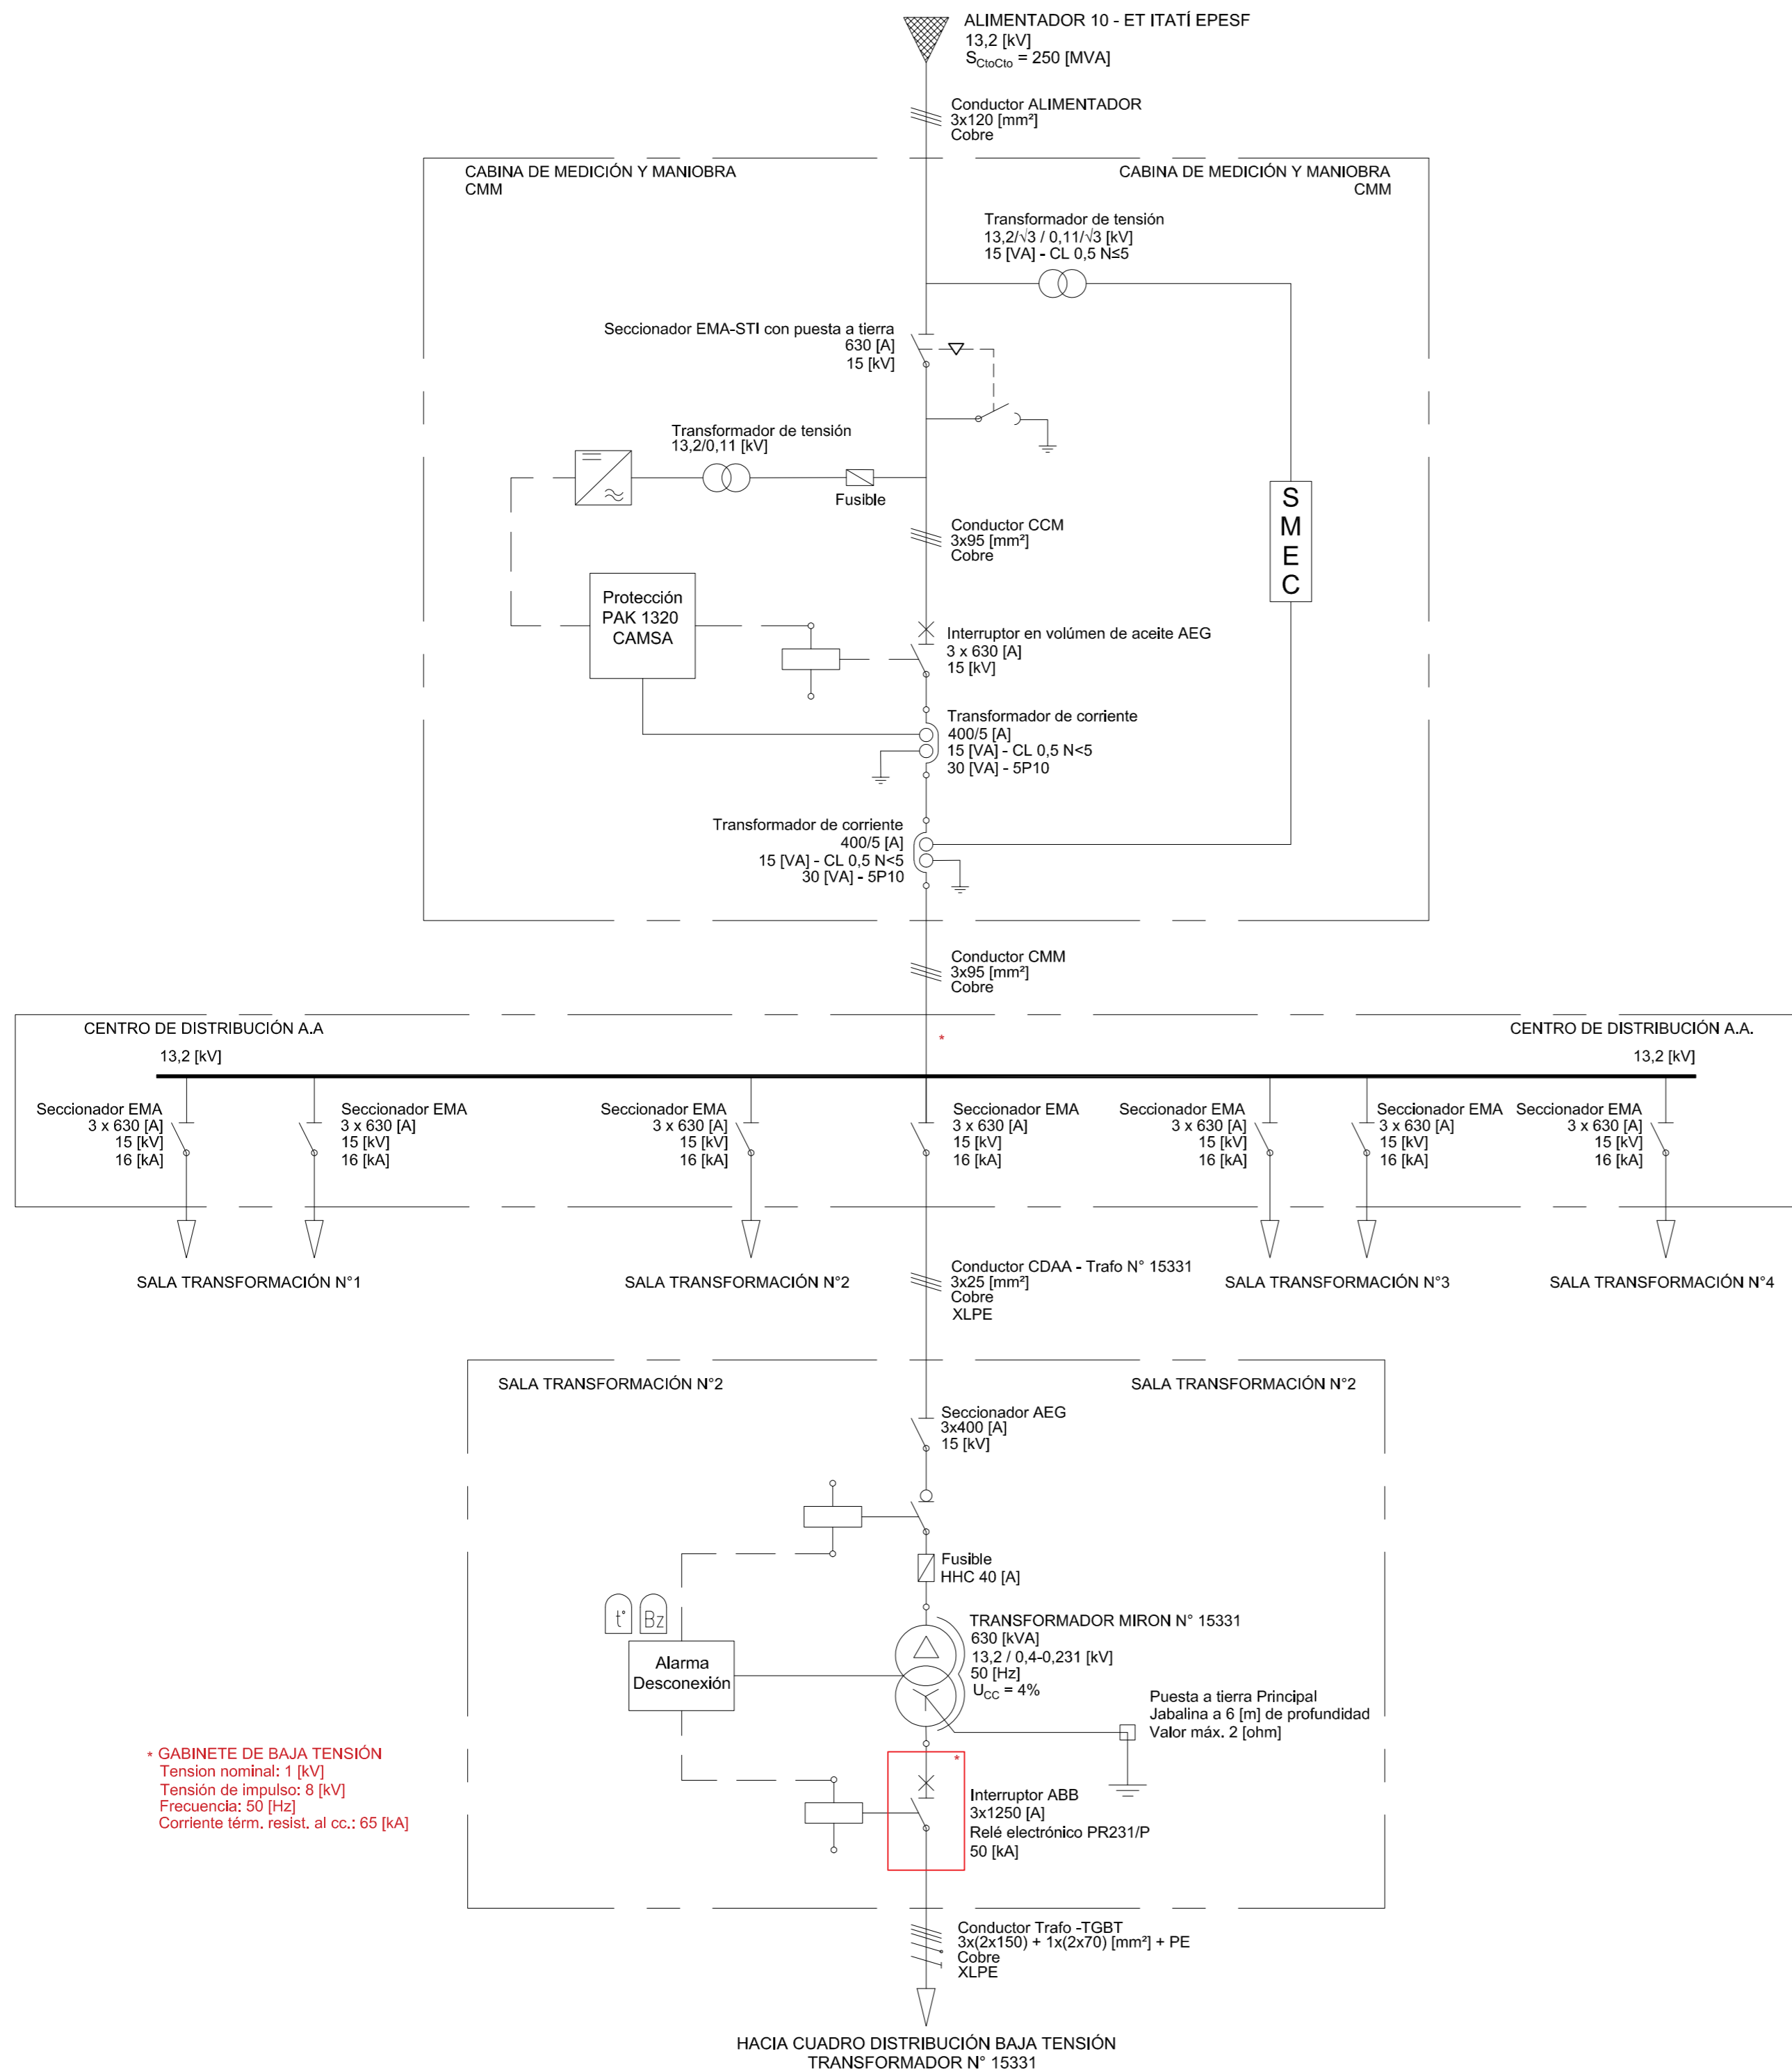 ALIMENTADOR 10 - ET ITATÍ EPESF
13,2 [kV]
S_CtoCto = 250 [MVA]
Conductor ALIMENTADOR
3x120 [mm²]
Cobre
CABINA DE MEDICIÓN Y MANIOBRA
CMM
CABINA DE MEDICIÓN Y MANIOBRA
CMM
Transformador de tensión
13,2/√3 / 0,11/√3 [kV]
15 [VA] - CL 0,5 N≤5
Seccionador EMA-STI con puesta a tierra
630 [A]
15 [kV]
Transformador de tensión
13,2/0,11 [kV]
Fusible
S
M
E
C
Conductor CCM
3x95 [mm²]
Cobre
Protección
PAK 1320
CAMSA
Interruptor en volúmen de aceite AEG
3 x 630 [A]
15 [kV]
Transformador de corriente
400/5 [A]
15 [VA] - CL 0,5 N<5
30 [VA] - 5P10
Transformador de corriente
400/5 [A]
15 [VA] - CL 0,5 N<5
30 [VA] - 5P10
Conductor CMM
3x95 [mm²]
Cobre
CENTRO DE DISTRIBUCIÓN A.A
CENTRO DE DISTRIBUCIÓN A.A.
*
13,2 [kV]
13,2 [kV]
Seccionador EMA
3 x 630 [A]
15 [kV]
16 [kA]
Seccionador EMA
3 x 630 [A]
15 [kV]
16 [kA]
Seccionador EMA
3 x 630 [A]
15 [kV]
16 [kA]
Seccionador EMA
3 x 630 [A]
15 [kV]
16 [kA]
Seccionador EMA
3 x 630 [A]
15 [kV]
16 [kA]
Seccionador EMA
3 x 630 [A]
15 [kV]
16 [kA]
Seccionador EMA
3 x 630 [A]
15 [kV]
16 [kA]
SALA TRANSFORMACIÓN N°1
SALA TRANSFORMACIÓN N°2
SALA TRANSFORMACIÓN N°3
SALA TRANSFORMACIÓN N°4
Conductor CDAA - Trafo N° 15331
3x25 [mm²]
Cobre
XLPE
SALA TRANSFORMACIÓN N°2
SALA TRANSFORMACIÓN N°2
Seccionador AEG
3x400 [A]
15 [kV]
Fusible
HHC 40 [A]
t°
Bz
Alarma
Desconexión
TRANSFORMADOR MIRON N° 15331
630 [kVA]
13,2 / 0,4-0,231 [kV]
50 [Hz]
U_CC = 4%
Puesta a tierra Principal
Jabalina a 6 [m] de profundidad
Valor máx. 2 [ohm]
* GABINETE DE BAJA TENSIÓN
Tension nominal: 1 [kV]
Tensión de impulso: 8 [kV]
Frecuencia: 50 [Hz]
Corriente térm. resist. al cc.: 65 [kA]
*
Interruptor ABB
3x1250 [A]
Relé electrónico PR231/P
50 [kA]
Conductor Trafo -TGBT
3x(2x150) + 1x(2x70) [mm²] + PE
Cobre
XLPE
HACIA CUADRO DISTRIBUCIÓN BAJA TENSIÓN
TRANSFORMADOR N° 15331